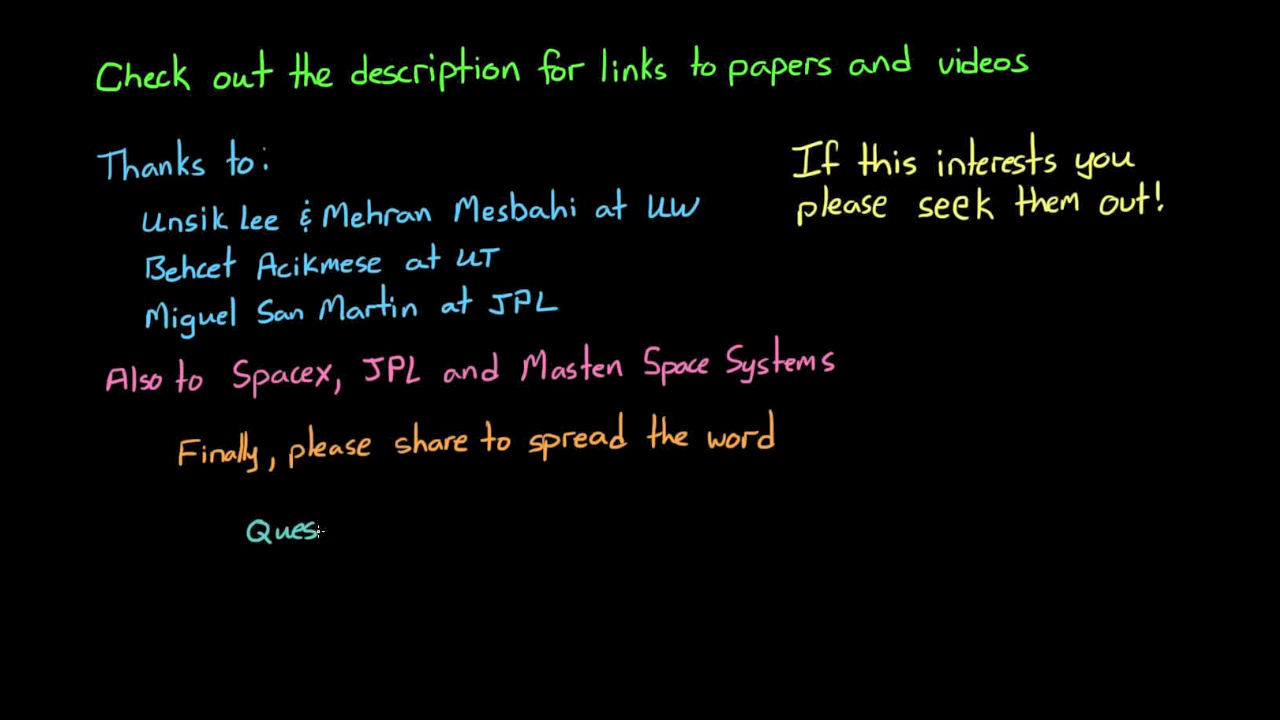 Check out the description for links to papers and videos
Thanks to:
Unsik Lee & Mehran Mesbahi at UW
Behcet Acikmese at UT
Miguel San Martin at JPL
If this interests you
please seek them out!
Also to Spacex, JPL and Masten Space Systems
Finally, please share to spread the word
Ques